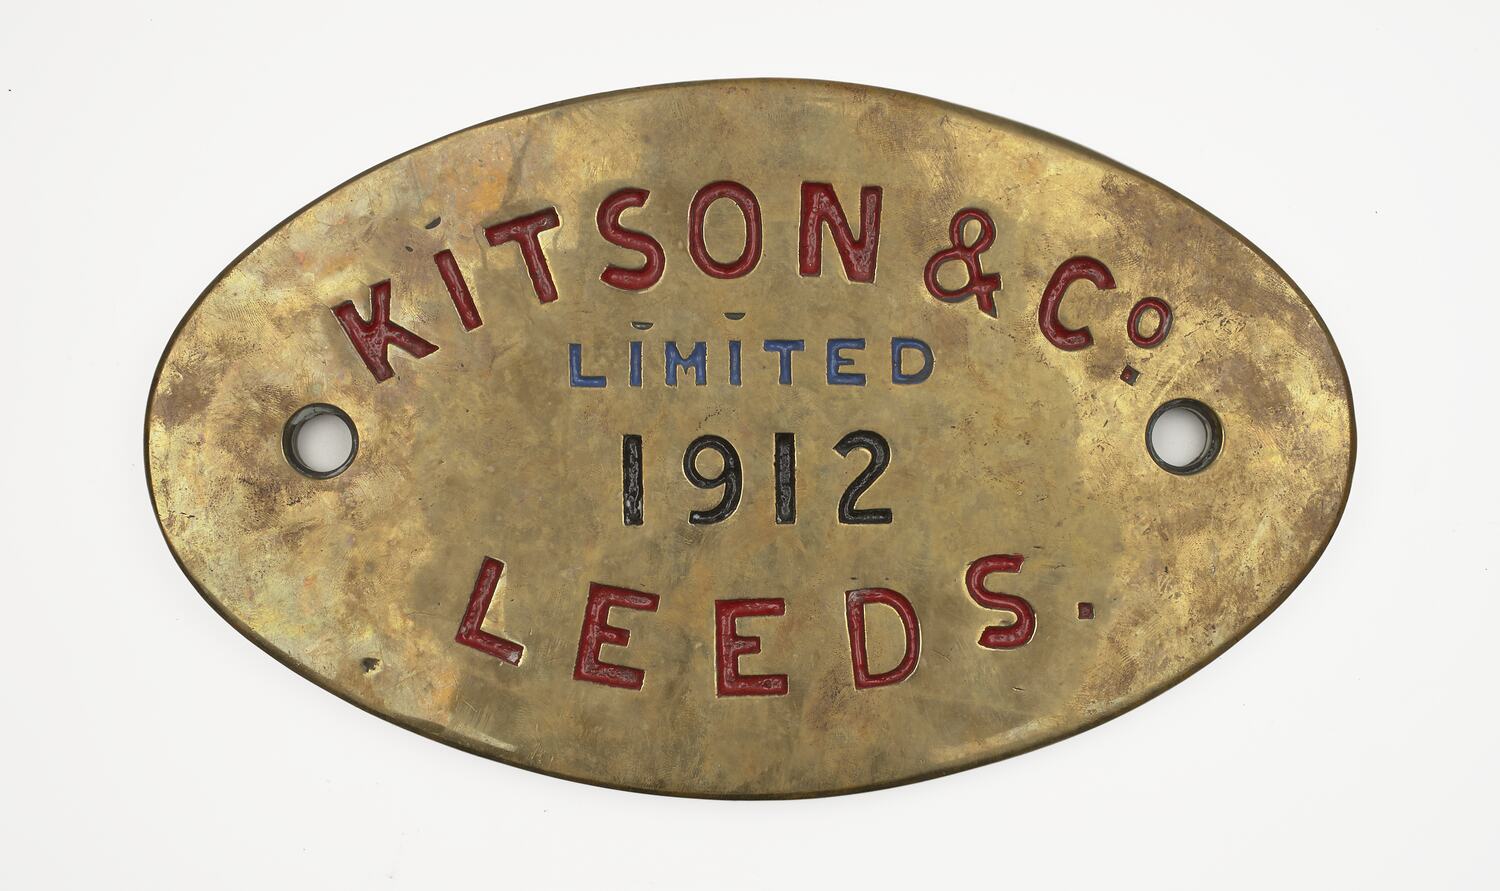 KITSON & Co.
LIMITED
1912
LEEDS.